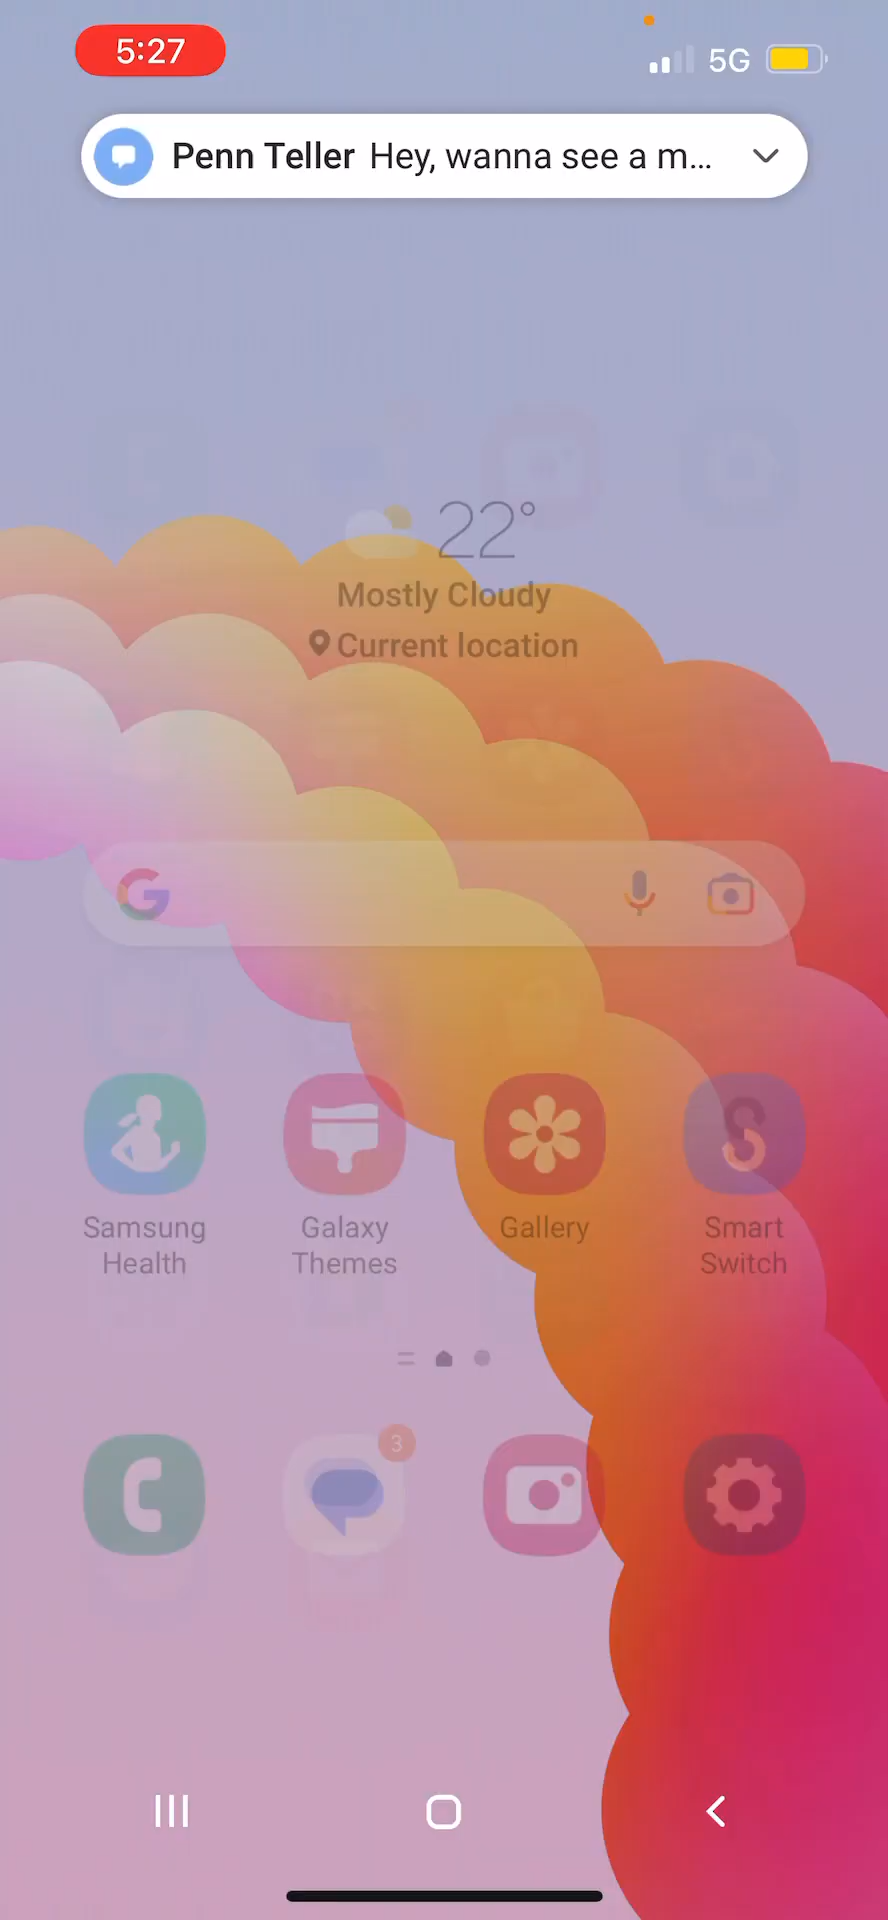 5:27
5G
Penn Teller Hey, wanna see a m...
22°
Mostly Cloudy
Current location
Samsung Health
Galaxy Themes
Gallery
Smart Switch
3